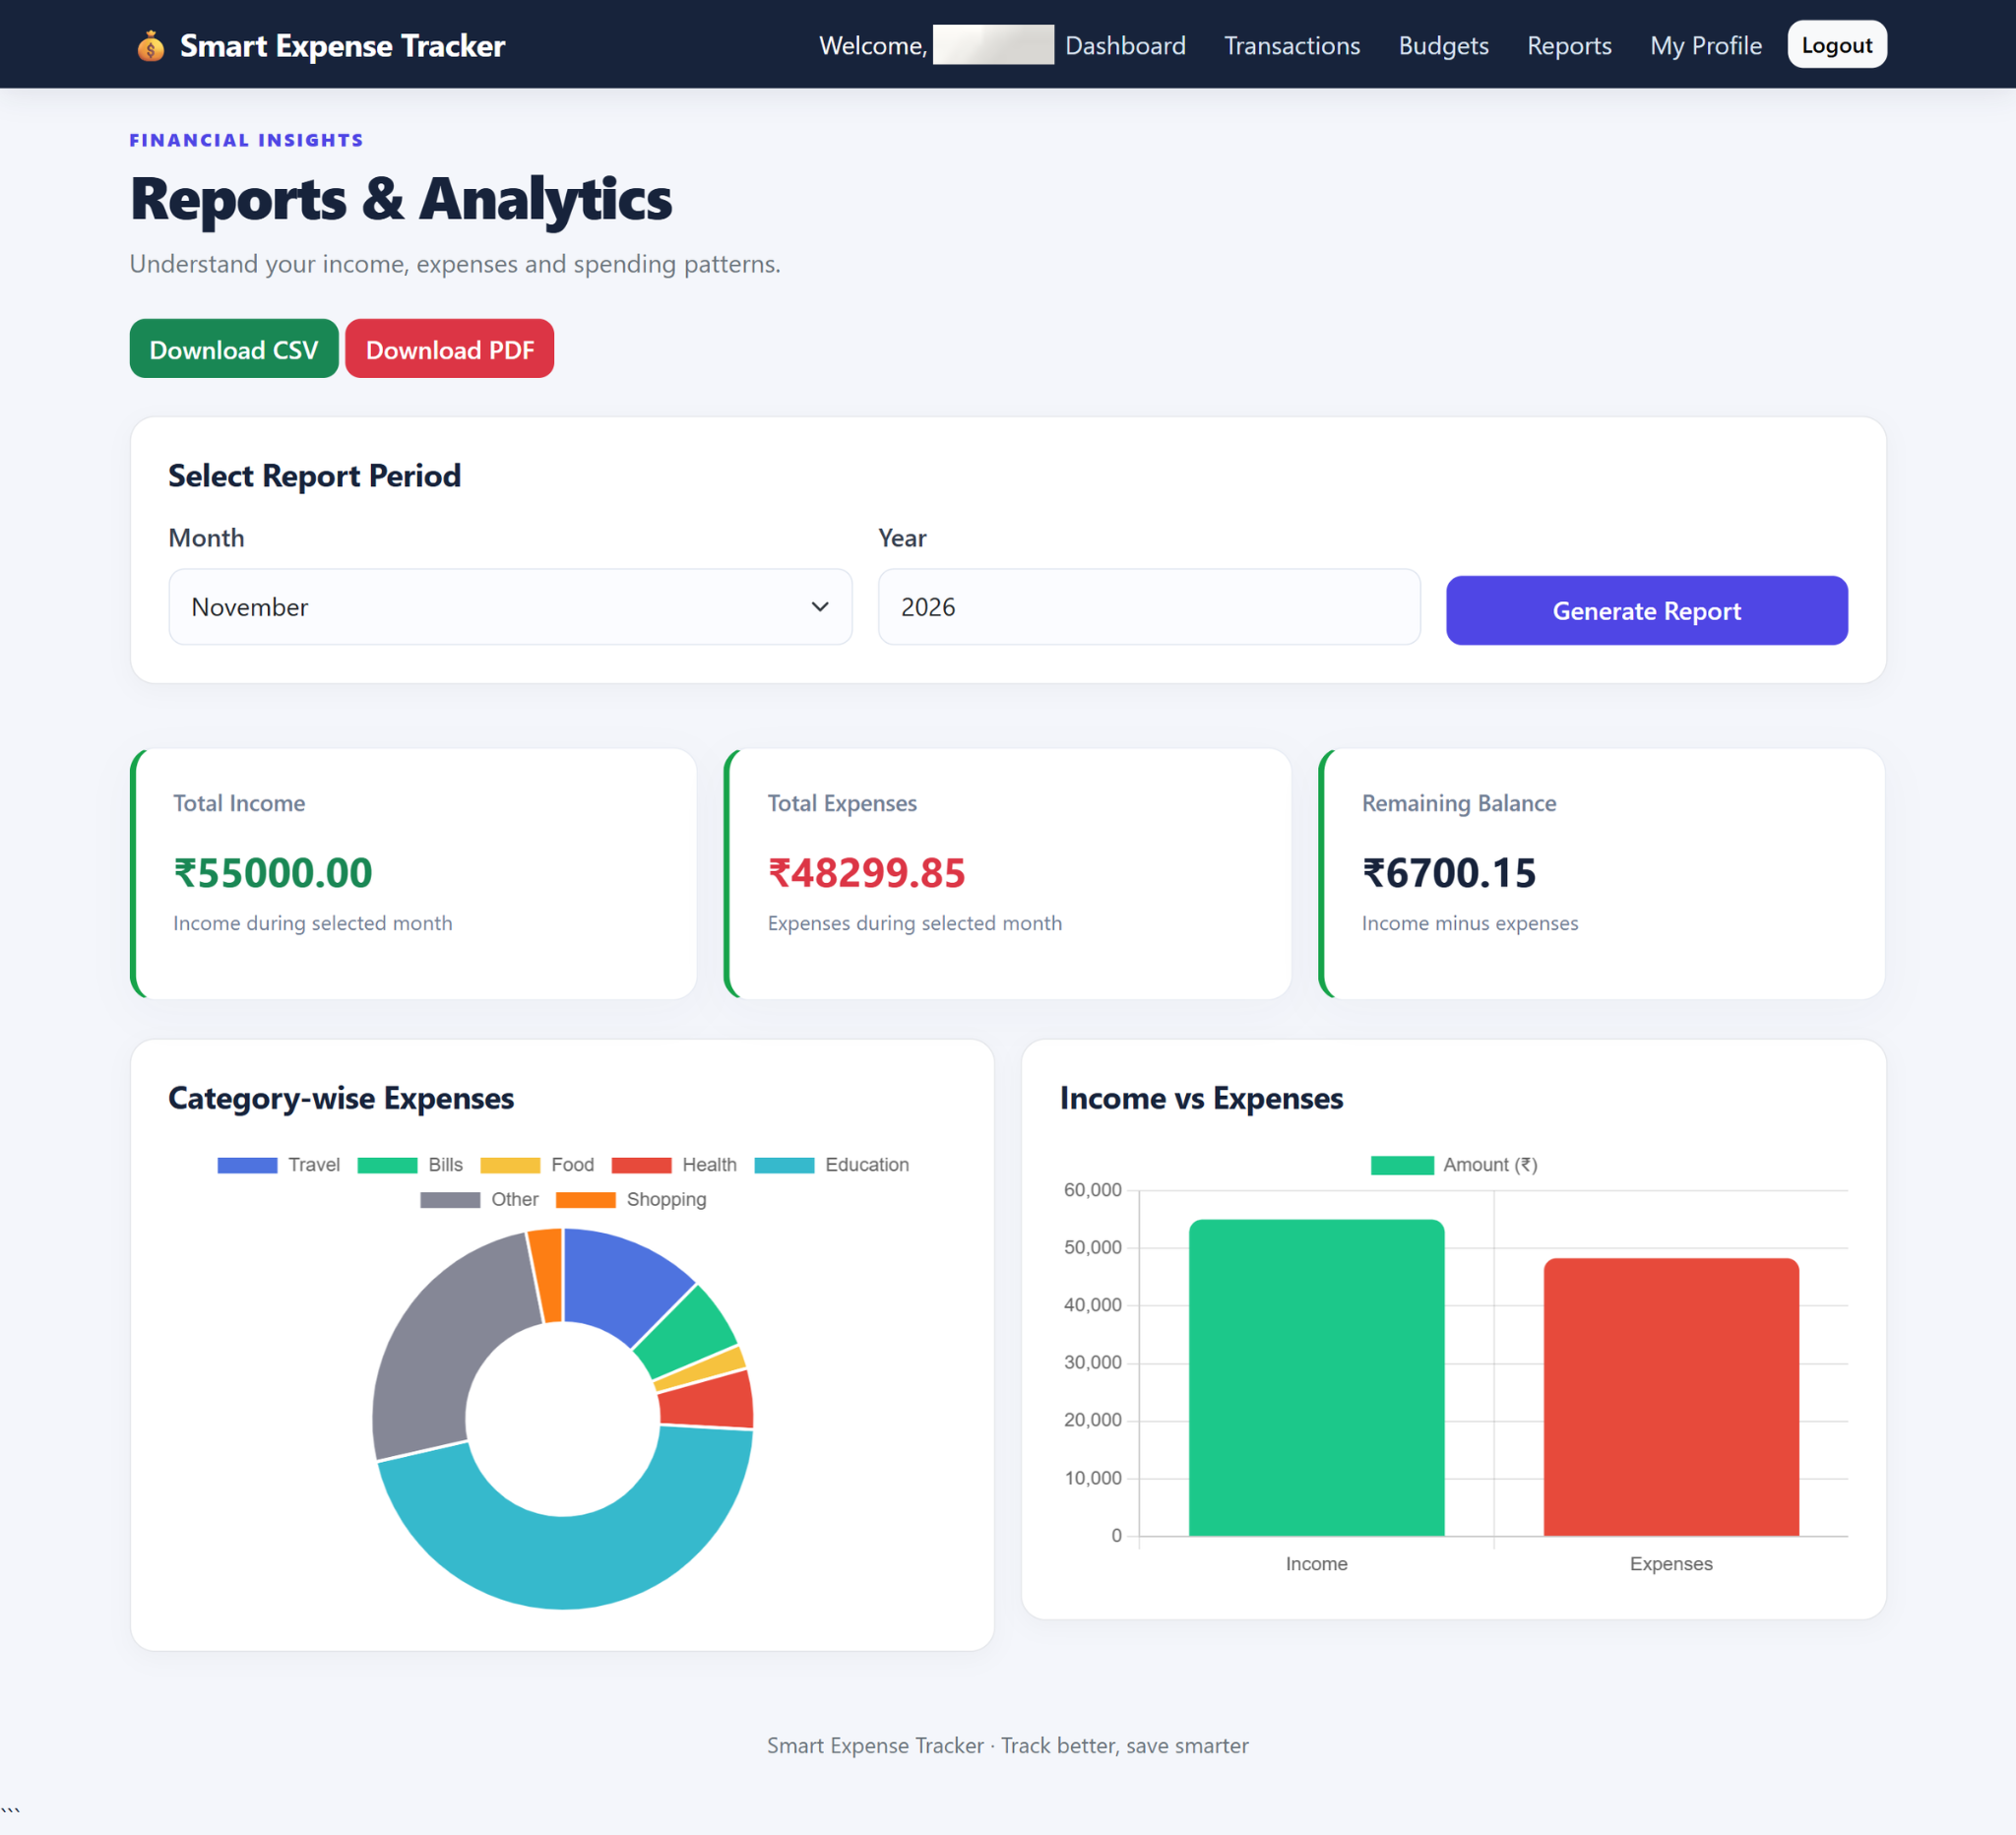 Smart Expense Tracker
Welcome, Dashboard Transactions Budgets Reports My Profile Logout
FINANCIAL INSIGHTS
Reports & Analytics
Understand your income, expenses and spending patterns.
Download CSV Download PDF
Select Report Period
Month Year
November 2026 Generate Report
Total Income Total Expenses Remaining Balance
₹55000.00 ₹48299.85 ₹6700.15
Income during selected month Expenses during selected month Income minus expenses
Category-wise Expenses
Travel Bills Food Health Education
Other Shopping
Income vs Expenses
Amount (₹)
60,000
50,000
40,000
30,000
20,000
10,000
0
Income Expenses
Smart Expense Tracker · Track better, save smarter
```